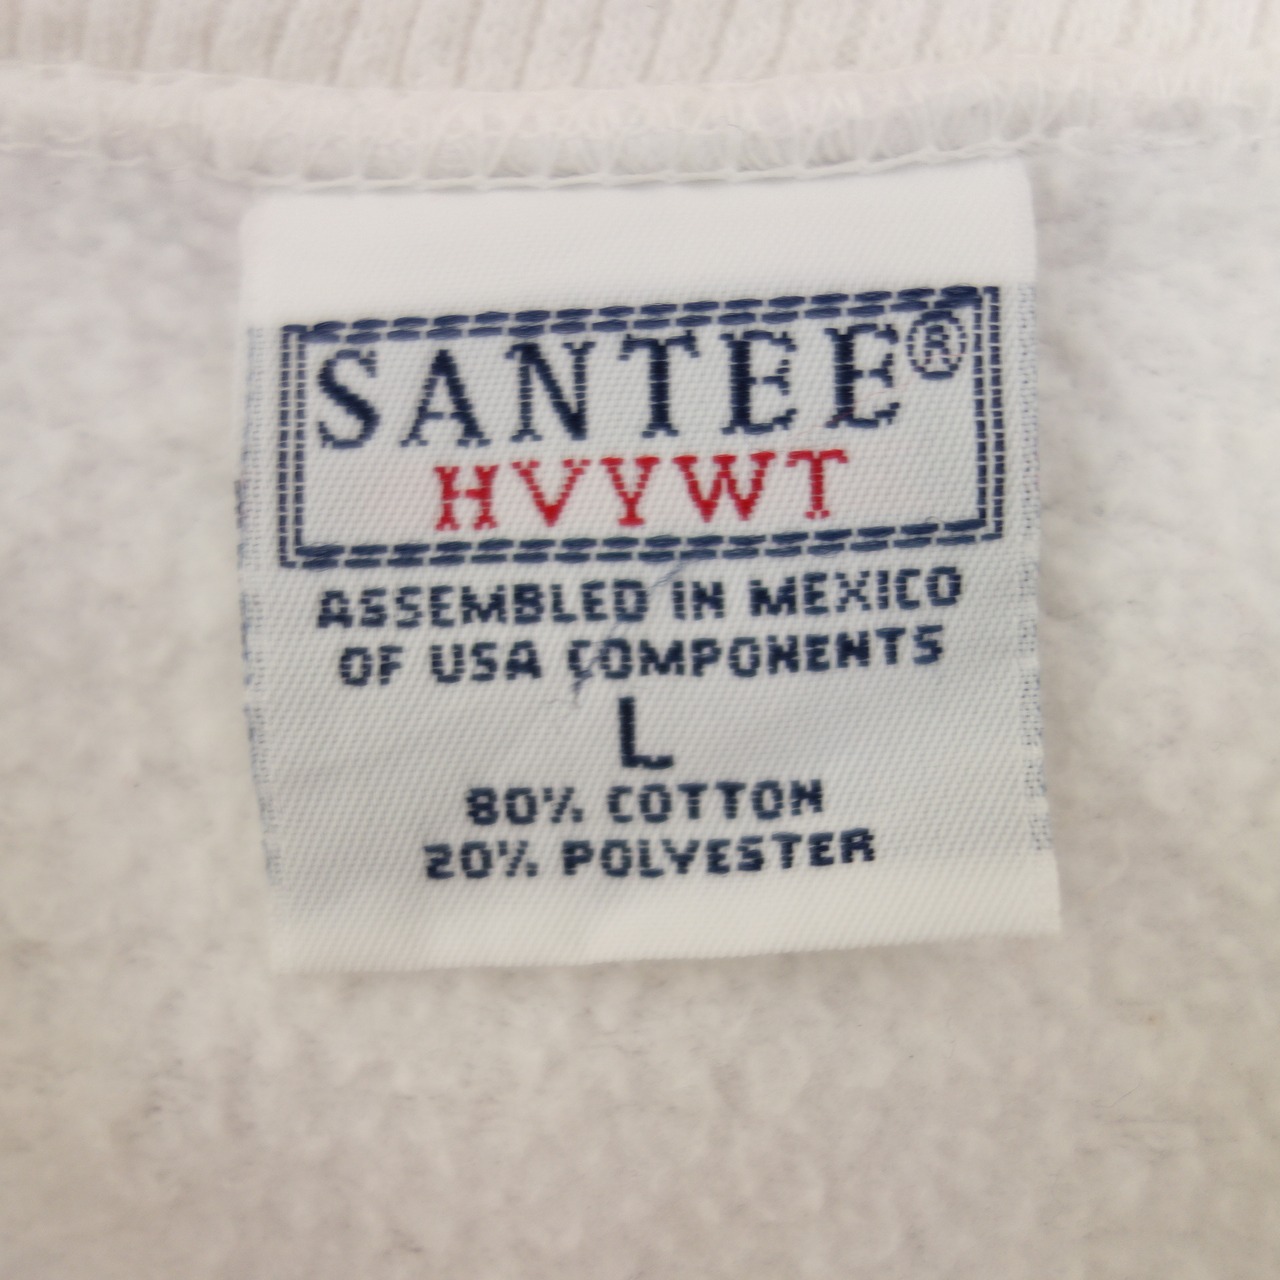 SANTEE®
HVYWT
ASSEMBLED IN MEXICO
OF USA COMPONENTS
L
80% COTTON
20% POLYESTER